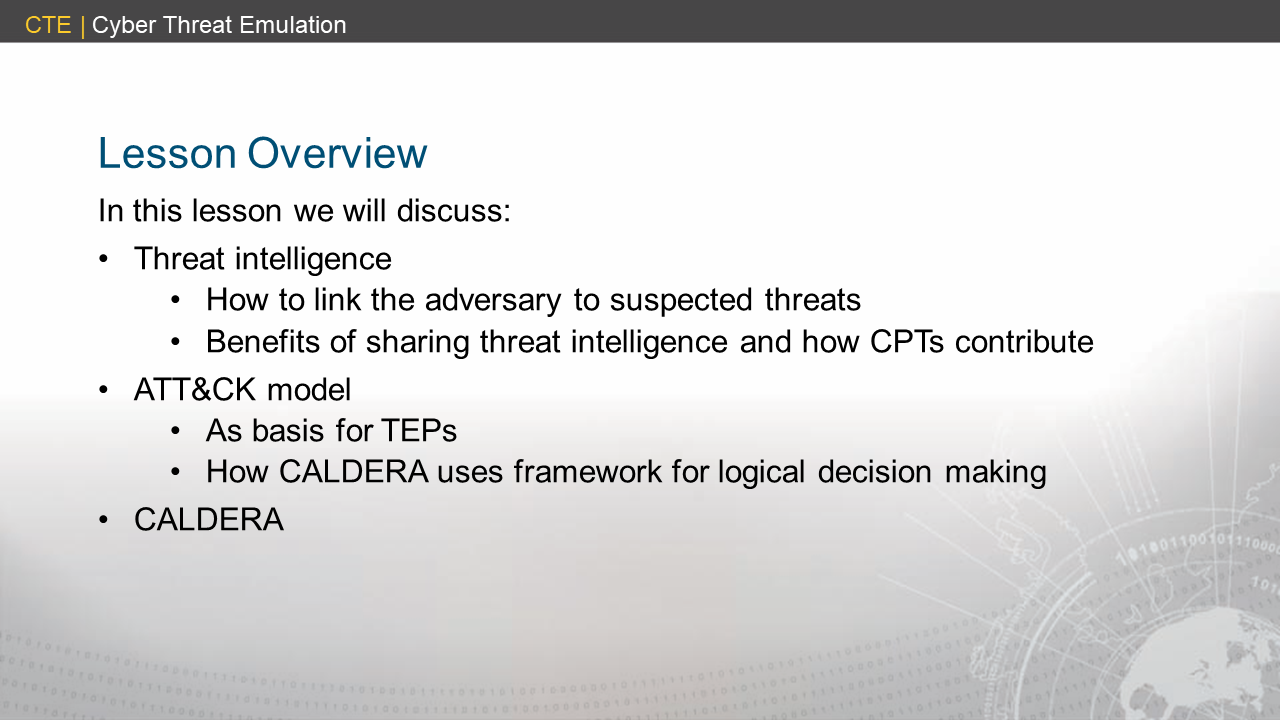 CTE | Cyber Threat Emulation
Lesson Overview
In this lesson we will discuss:
• Threat intelligence
• How to link the adversary to suspected threats
• Benefits of sharing threat intelligence and how CPTs contribute
• ATT&CK model
• As basis for TEPs
• How CALDERA uses framework for logical decision making
• CALDERA